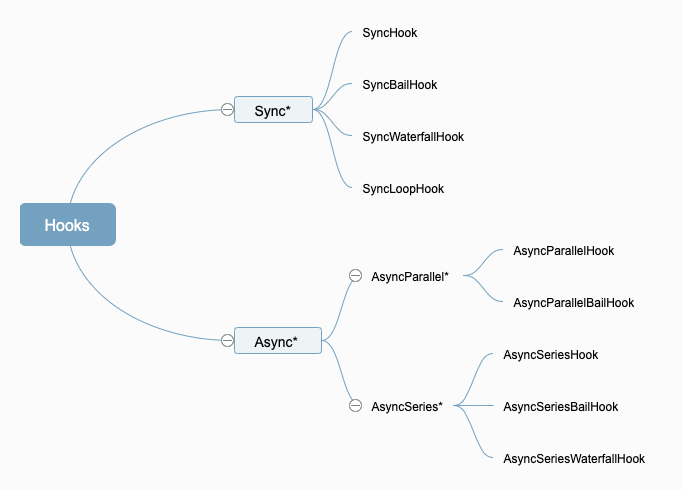 Hooks
Sync*
SyncHook
SyncBailHook
SyncWaterfallHook
SyncLoopHook
Async*
AsyncParallel*
AsyncParallelHook
AsyncParallelBailHook
AsyncSeries*
AsyncSeriesHook
AsyncSeriesBailHook
AsyncSeriesWaterfallHook